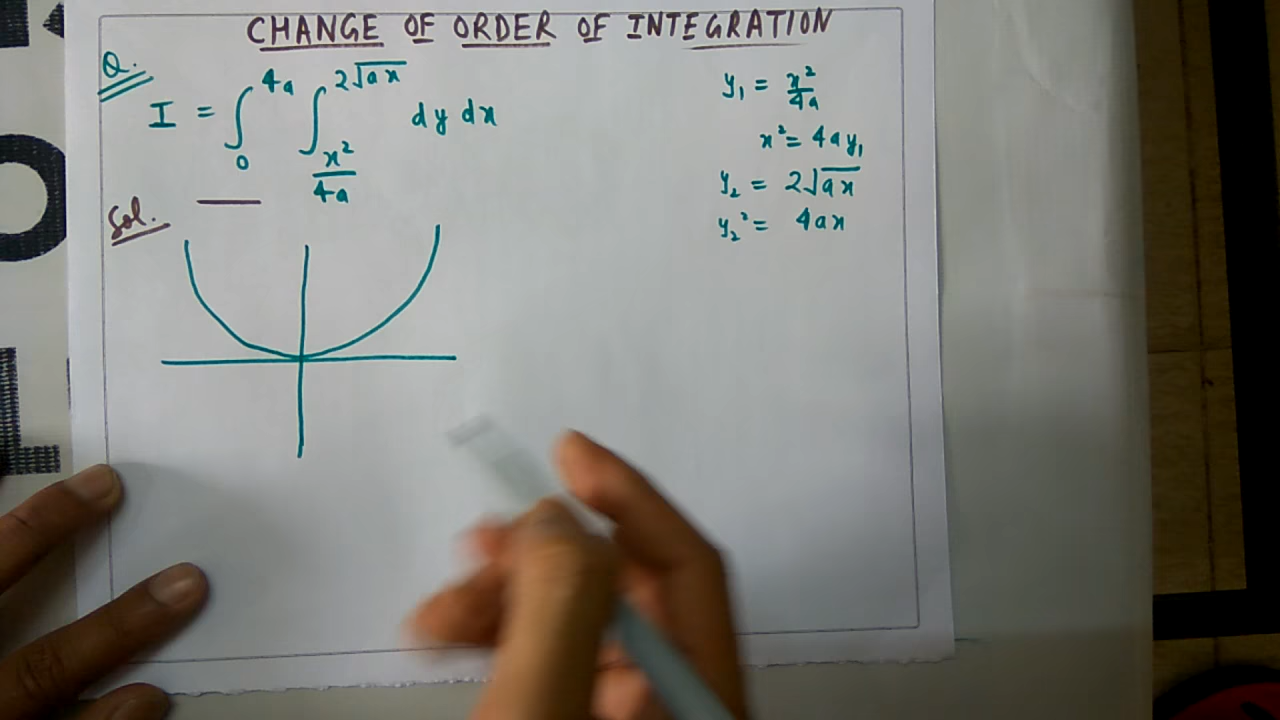 CHANGE OF ORDER OF INTEGRATION
Q.
I = ∫₀^{4a} ∫_{x²/4a}^{2√ax} dy dx
Sol.
y₁ = x²/4a
x² = 4ay₁
y₂ = 2√ax
y₂² = 4ax